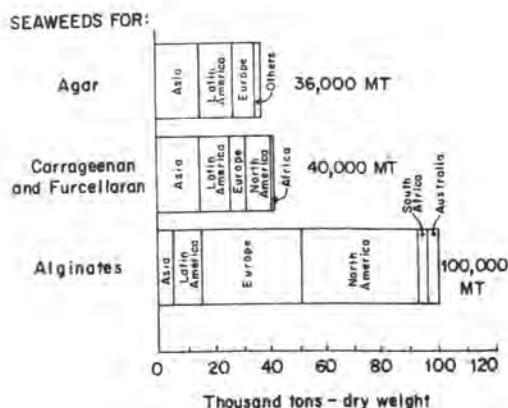 SEAWEEDS FOR:
Agar
Asia
Latin
America
Europe
Others
36,000 MT
Carrageenan
and Furcellaran
Asia
Latin
America
Europe
North
America
Africa
40,000 MT
Alginates
Asia
Latin
America
Europe
North
America
South
Africa
Australia
100,000
MT
0 20 40 60 80 100 120
Thousand tons - dry weight